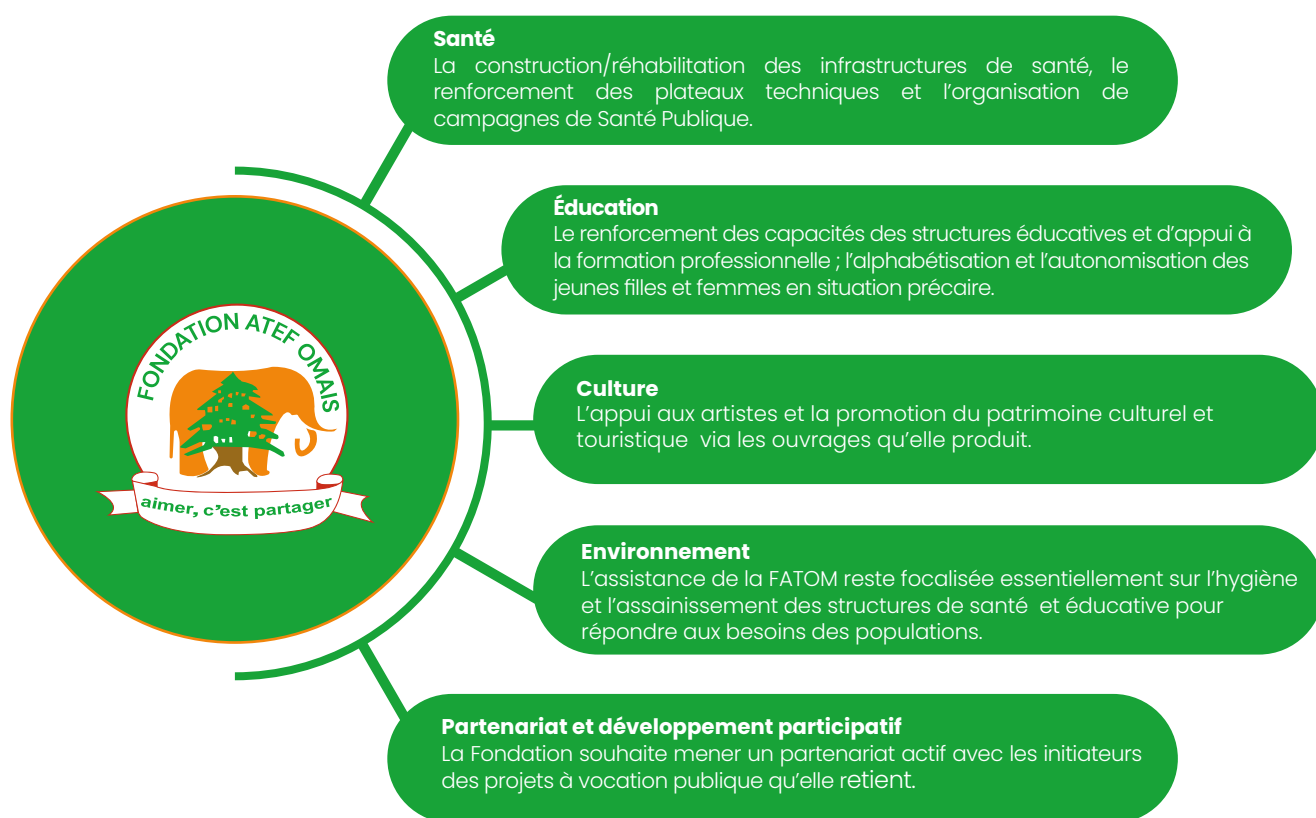 Santé
La construction/réhabilitation des infrastructures de santé, le
renforcement des plateaux techniques et l'organisation de
campagnes de Santé Publique.
Éducation
Le renforcement des capacités des structures éducatives et d'appui à
la formation professionnelle ; l'alphabétisation et l'autonomisation des
jeunes filles et femmes en situation précaire.
FONDATION ATEF OMAIS
aimer, c'est partager
Culture
L'appui aux artistes et la promotion du patrimoine culturel et
touristique via les ouvrages qu'elle produit.
Environnement
L'assistance de la FATOM reste focalisée essentiellement sur l'hygiène
et l'assainissement des structures de santé et éducative pour
répondre aux besoins des populations.
Partenariat et développement participatif
La Fondation souhaite mener un partenariat actif avec les initiateurs
des projets à vocation publique qu'elle retient.